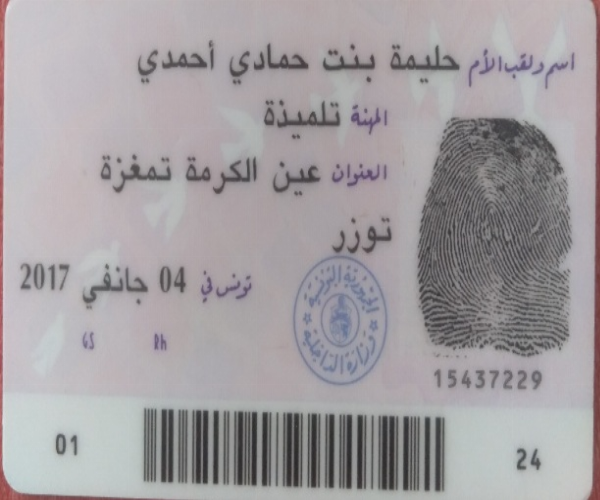 اسم ولقب الأم حليمة بنت حمادي أحمدي
المهنة تلميذة
العنوان عين الكرمة تمغزة
توزر
تونس في 04 جانفي 2017
GS Rh
الجمهورية التونسية
وزارة الداخلية
15437229
01
24